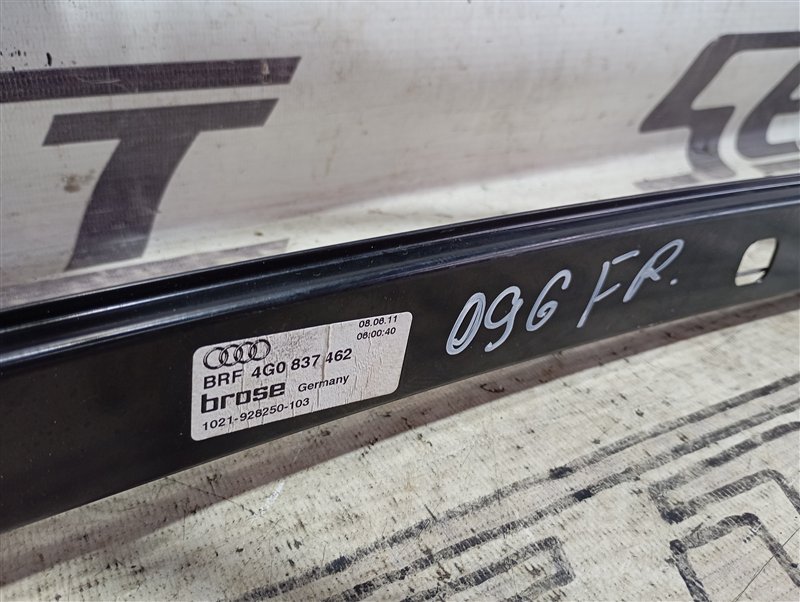 T
08.06.11
06:00:40
BRF 4G0 837 462
brose Germany
1021-928250-103
096 FR.